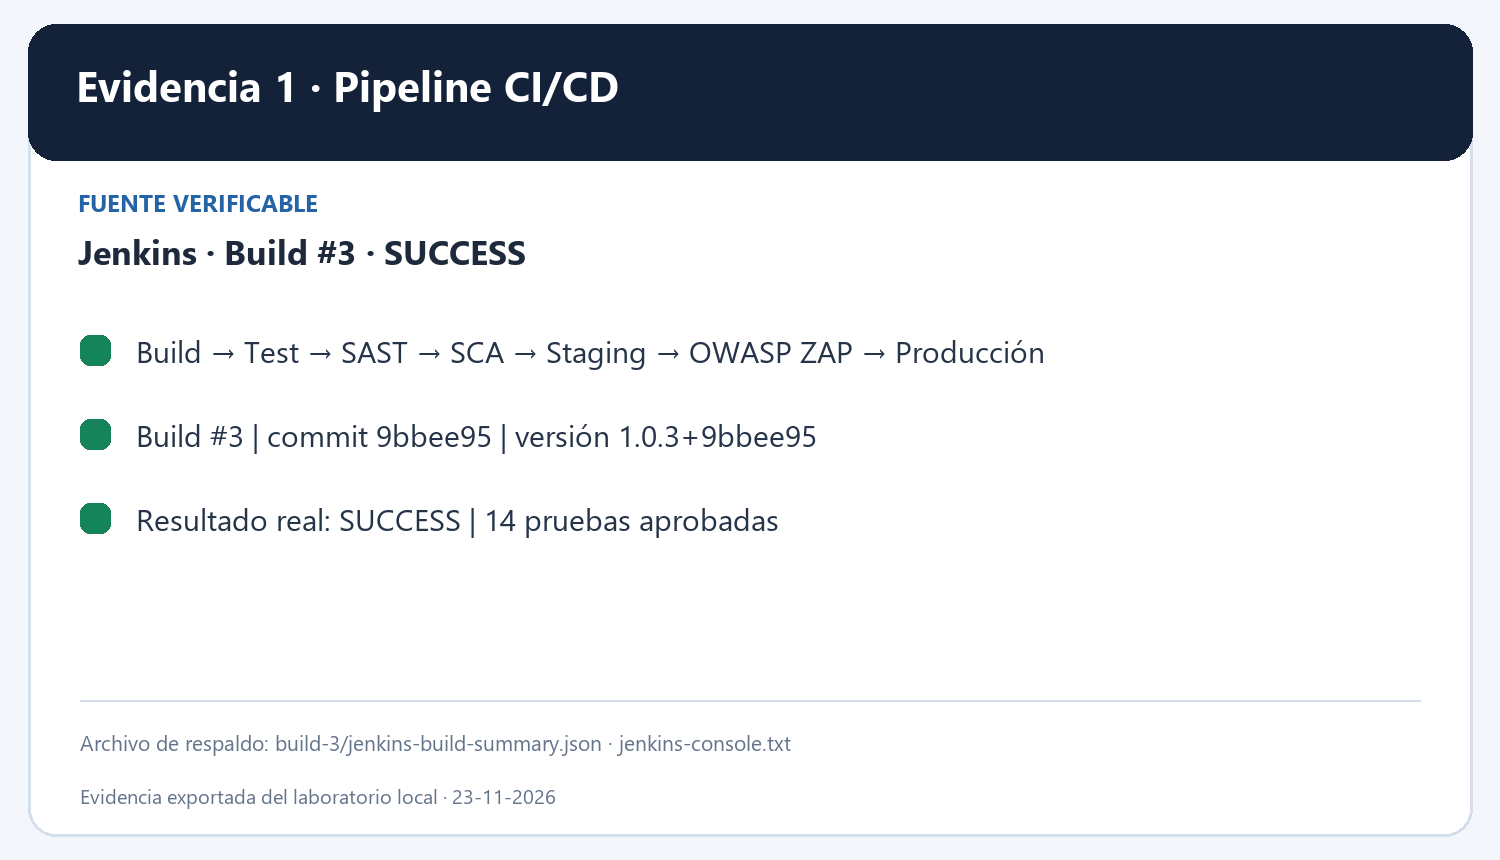 Evidencia 1 · Pipeline CI/CD
FUENTE VERIFICABLE
Jenkins · Build #3 · SUCCESS
Build → Test → SAST → SCA → Staging → OWASP ZAP → Producción
Build #3 | commit 9bbee95 | versión 1.0.3+9bbee95
Resultado real: SUCCESS | 14 pruebas aprobadas
Archivo de respaldo: build-3/jenkins-build-summary.json · jenkins-console.txt
Evidencia exportada del laboratorio local · 23-11-2026